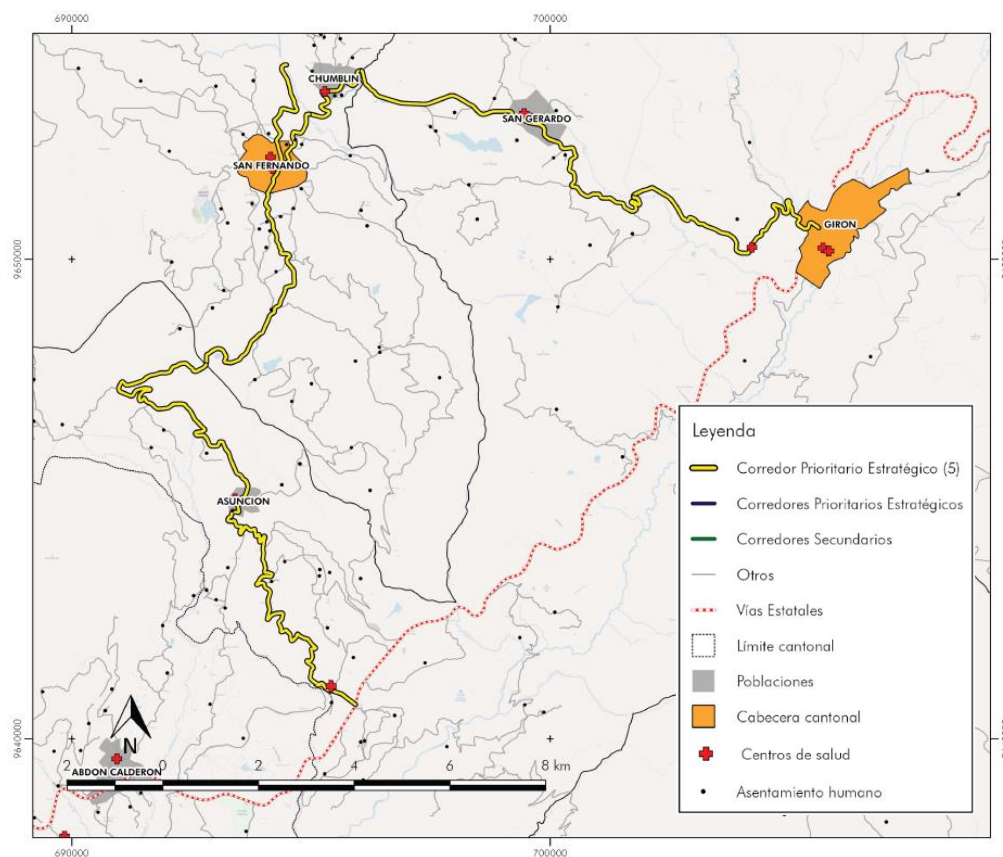 690000
700000
CHUMBLIN
SAN GERARDO
SAN FERNANDO
GIRON
9650000
Leyenda
Corredor Prioritario Estratégico (5)
Corredores Prioritarios Estratégicos
ASUNCION
Corredores Secundarios
Otros
Vías Estatales
Límite cantonal
Poblaciones
Cabecera cantonal
9640000
N
Centros de salud
ABDON CALDERON
2 0 2 4 6 8 km
Asentamiento humano
690000
700000